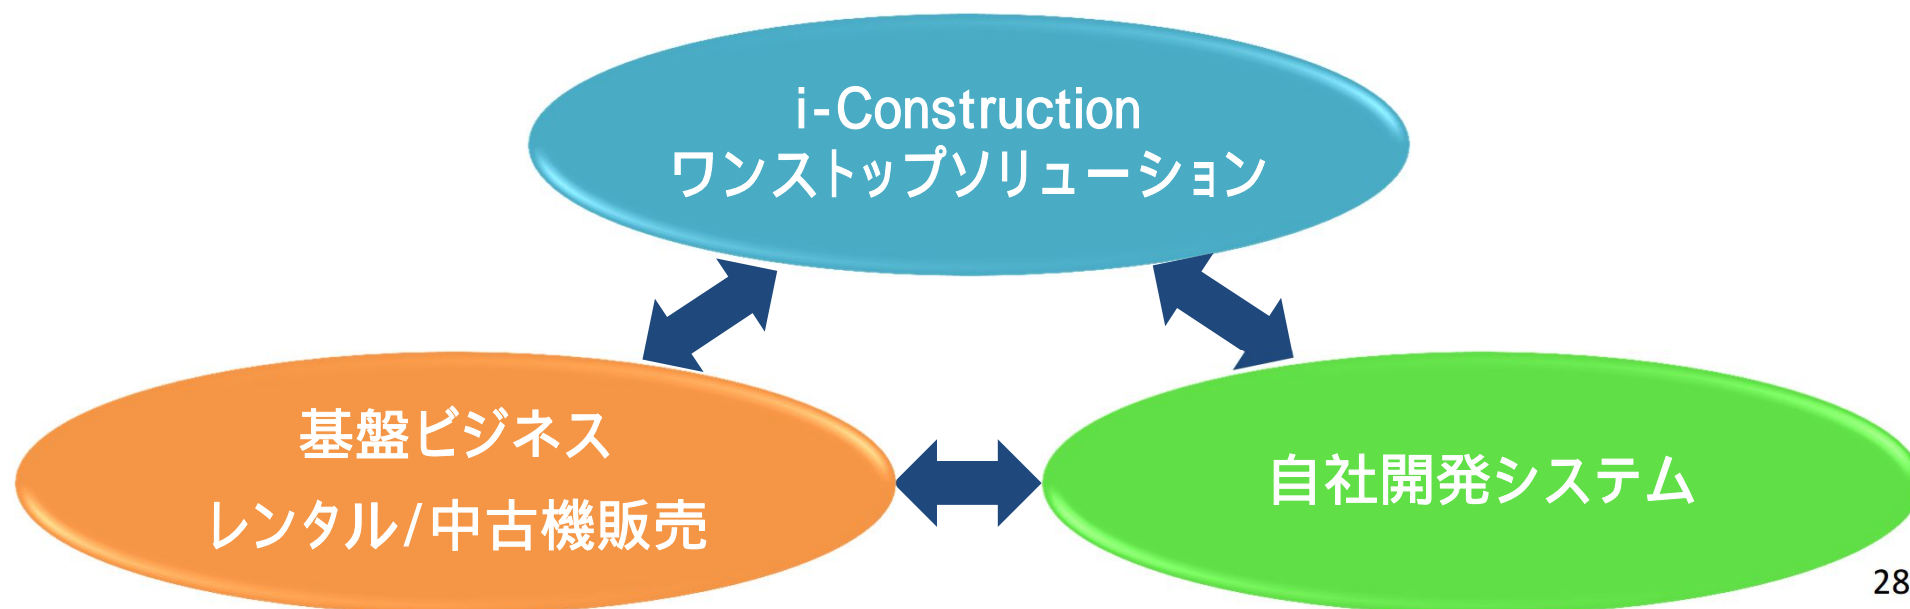 i-Construction
ワンストップソリューション
基盤ビジネス
レンタル/中古機販売
自社開発システム
28